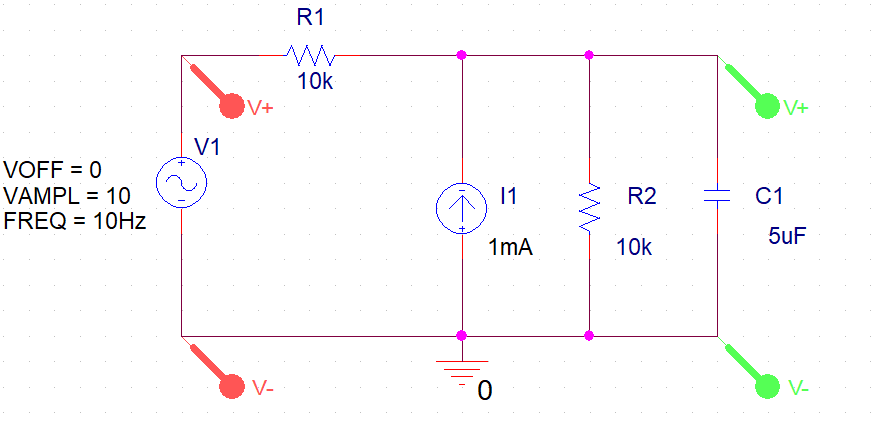 R1
10k
V+
V+
V1
VOFF = 0
VAMPL = 10
FREQ = 10Hz
I1
1mA
R2
10k
C1
5uF
0
V-
V-